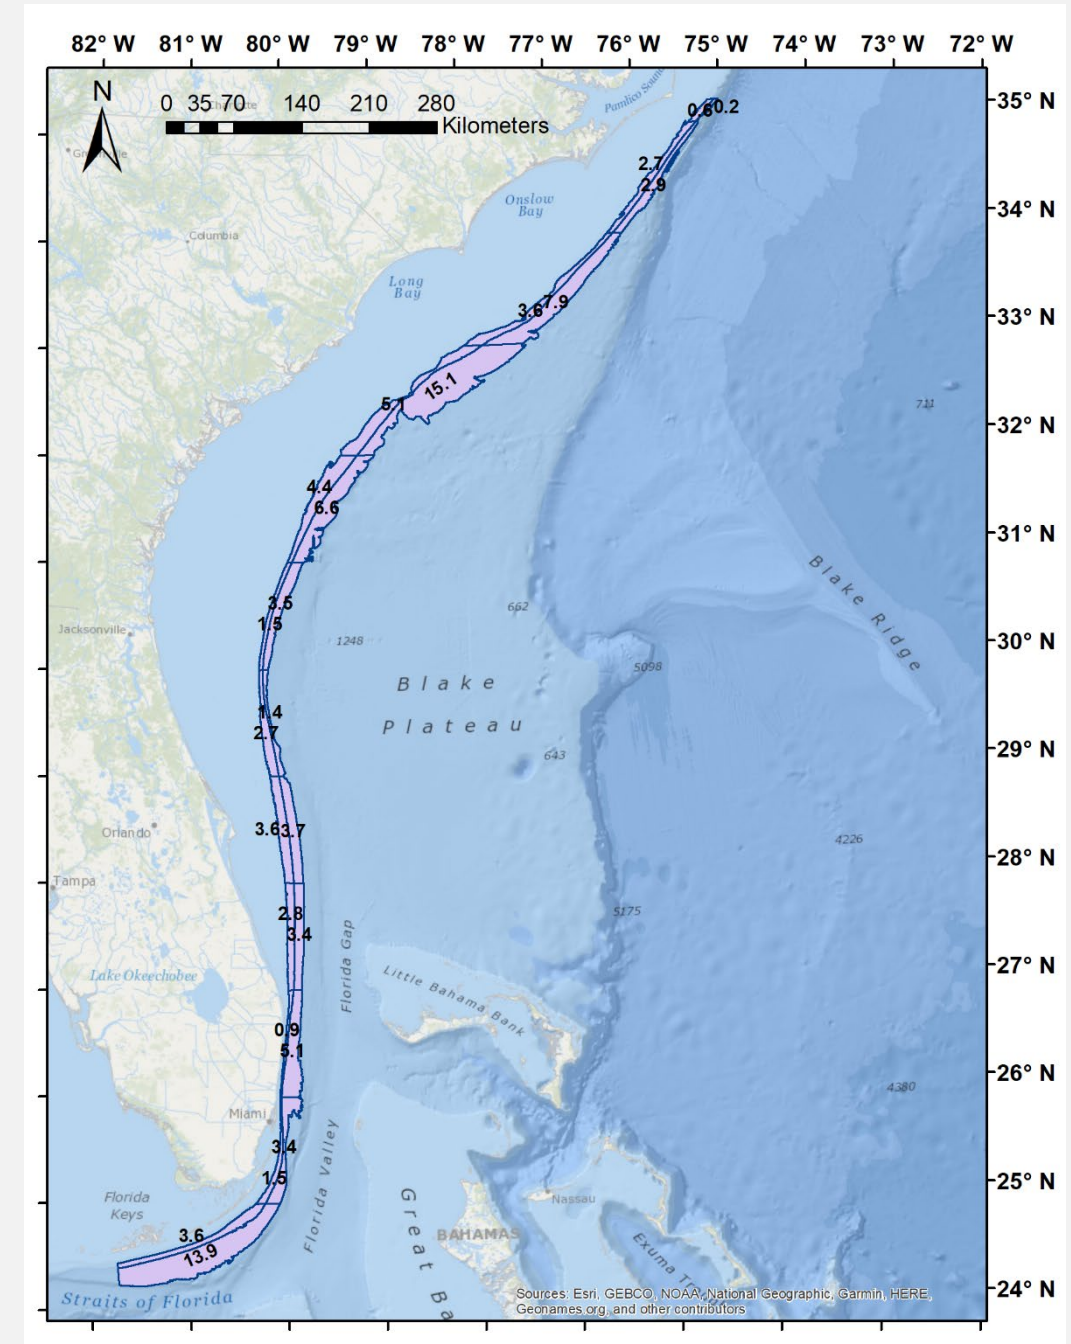 82° W 81° W 80° W 79° W 78° W 77° W 76° W 75° W 74° W 73° W 72° W
N
0 35 70 140 210 280
Kilometers
Pamlico Sound
0.6 0.2
35° N
2.7
2.9
Onslow
Bay
34° N
Columbia
Long
Bay
3.6 7.9
33° N
15.1
5.1
711
32° N
4.4
6.6
31° N
Blake Ridge
3.5
662
1.5
Jacksonville
1248
30° N
5098
Blake
Plateau
1.4
2.7
643
29° N
Orlando
3.6 3.7
4226
28° N
Tampa
2.8
5175
3.4
Florida Gap
27° N
Lake Okeechobee
Little Bahama Bank
0.9
5.1
26° N
4380
Miami
3.4
Florida Valley
1.5
25° N
Florida
Keys
Nassau
Great Ba
BAHAMAS
3.6
13.9
Exuma
24° N
Straits of Florida
Sources: Esri, GEBCO, NOAA, National Geographic, Garmin, HERE,
Geonames.org, and other contributors